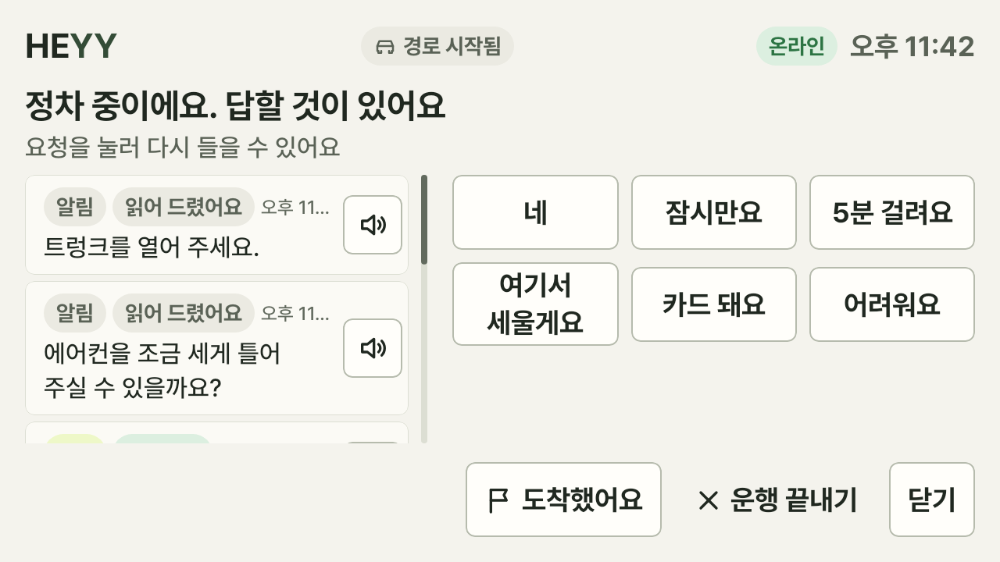 HEYY
경로 시작됨
온라인 오후 11:42
정차 중이에요. 답할 것이 있어요
요청을 눌러 다시 들을 수 있어요
알림 읽어 드렸어요 오후 11...
트렁크를 열어 주세요.
알림 읽어 드렸어요 오후 11...
에어컨을 조금 세게 틀어
주실 수 있을까요?
네
잠시만요
5분 걸려요
여기서
세울게요
카드 돼요
어려워요
도착했어요
운행 끝내기
닫기